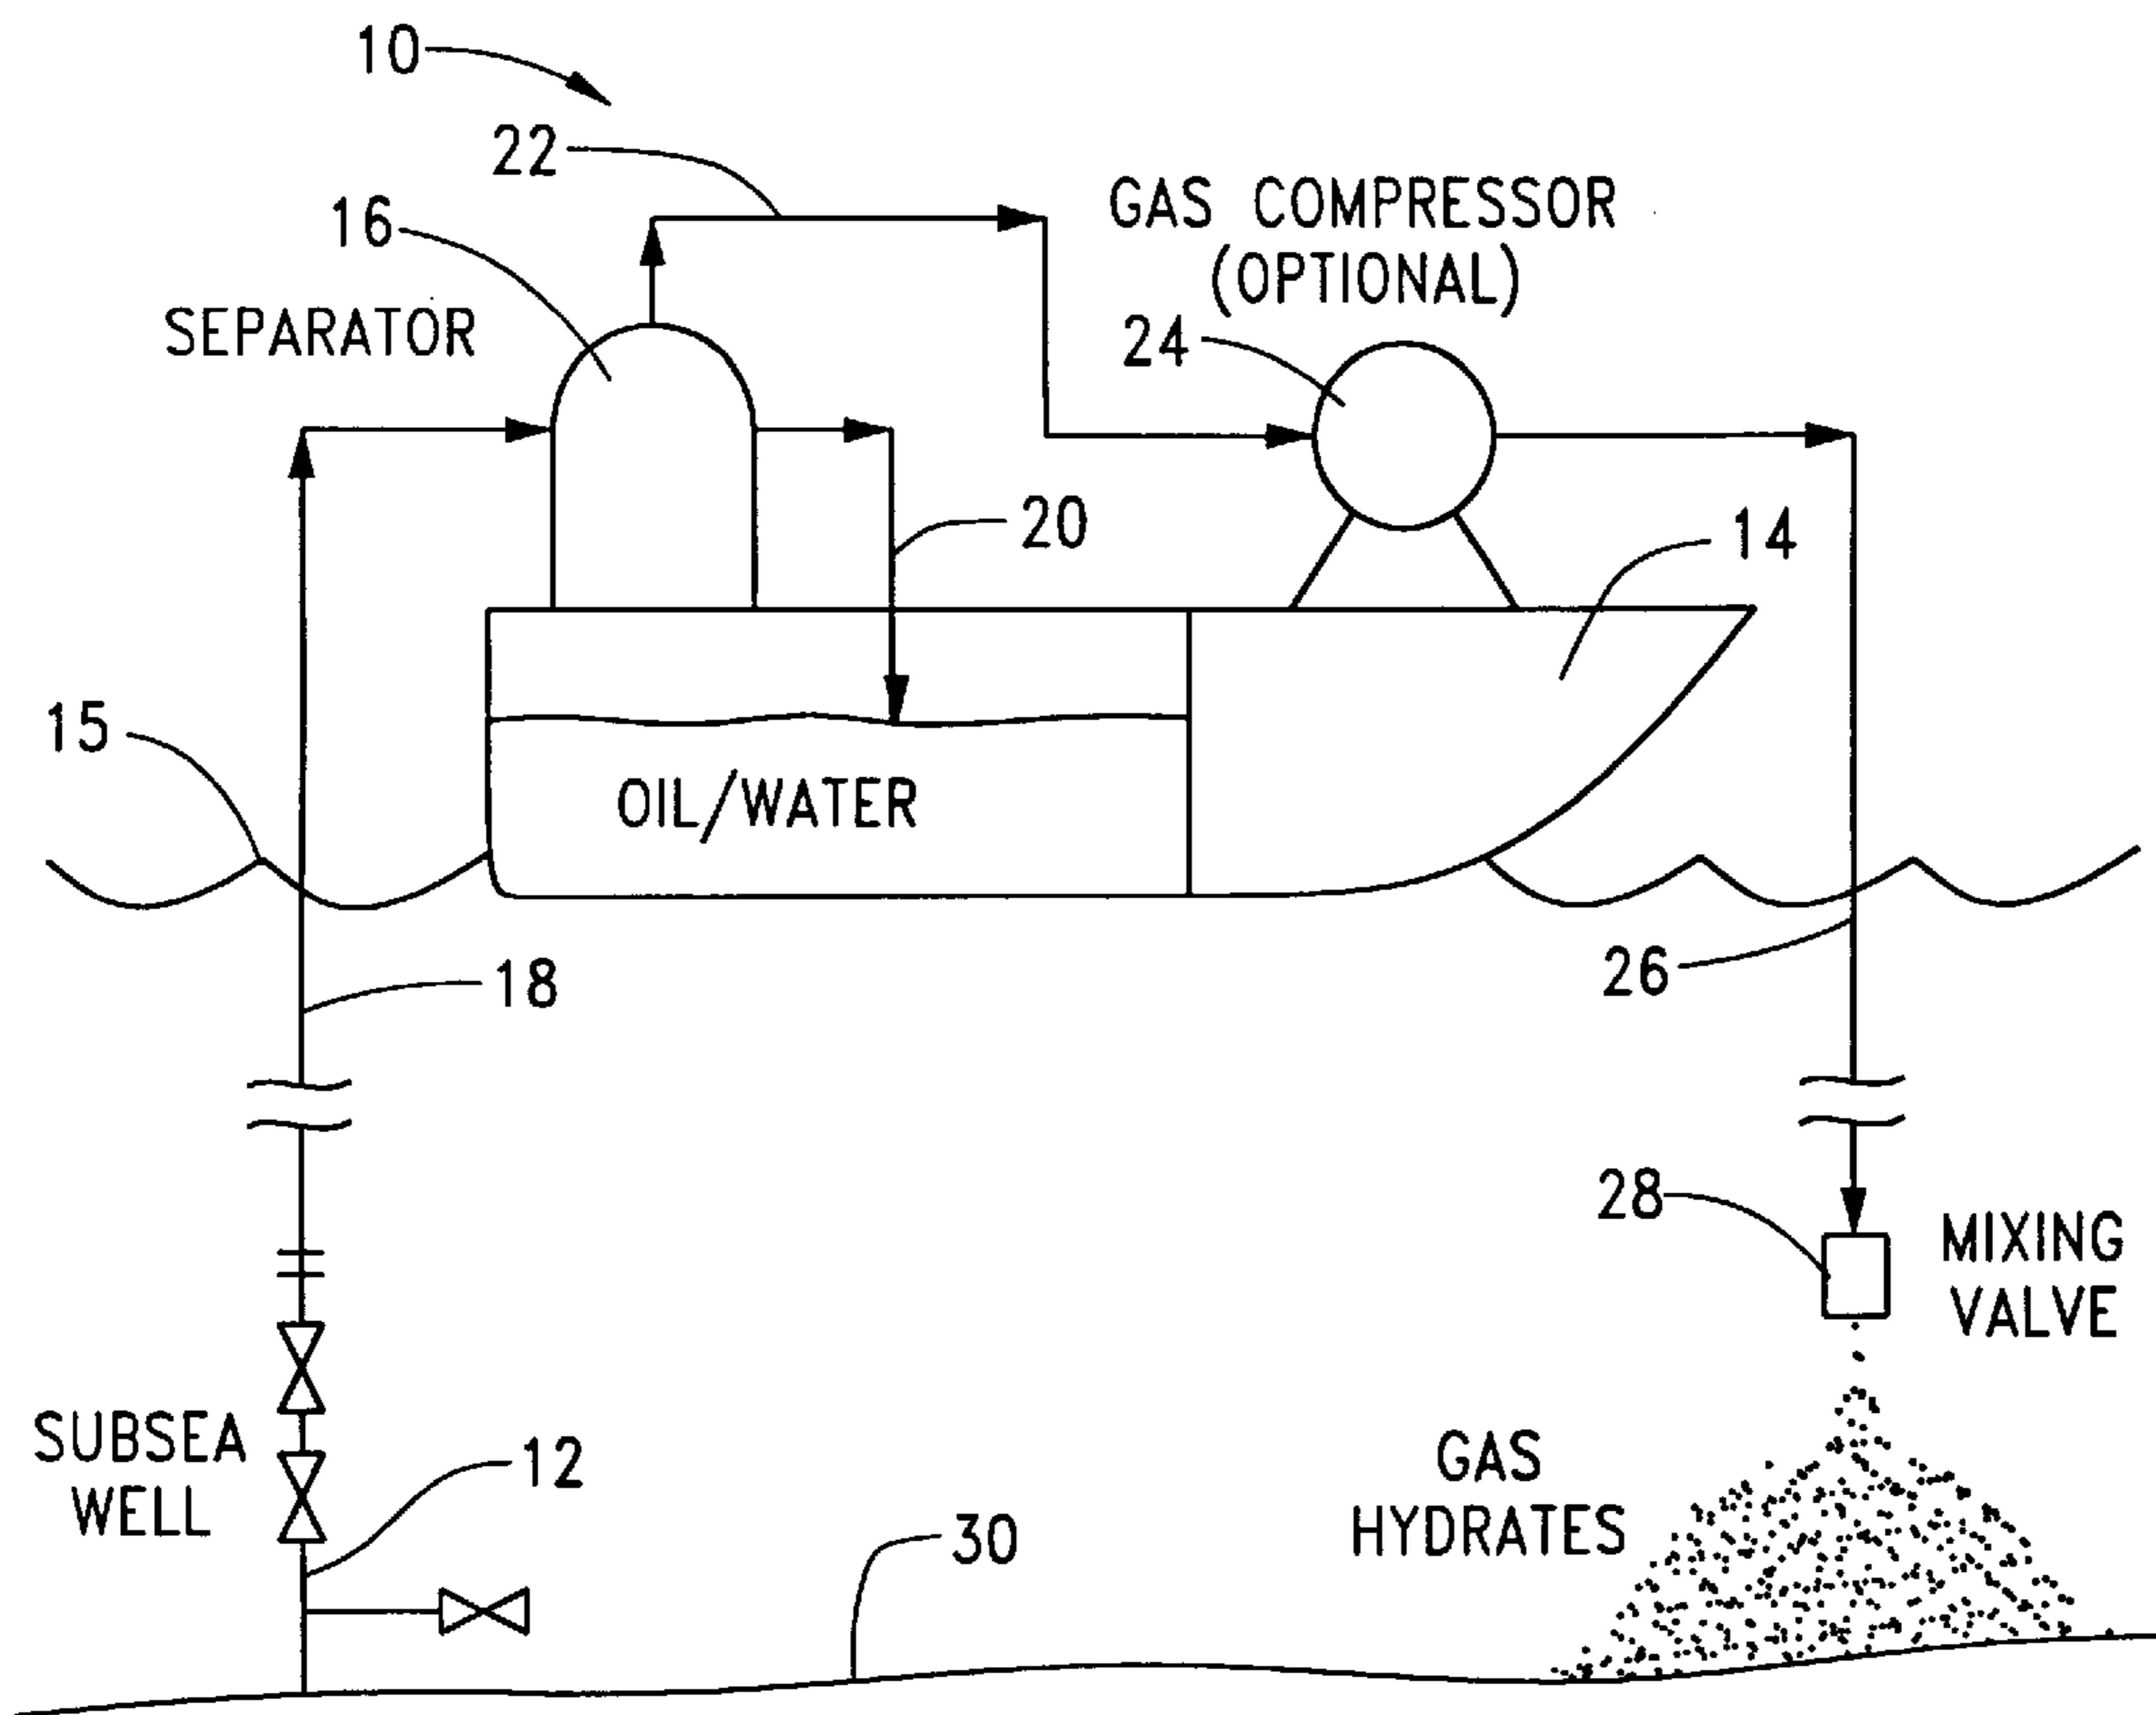 10
22
16
GAS COMPRESSOR
(OPTIONAL)
SEPARATOR
24
20
14
15
OIL/WATER
26
18
28
MIXING
VALVE
SUBSEA
WELL
12
GAS
HYDRATES
30